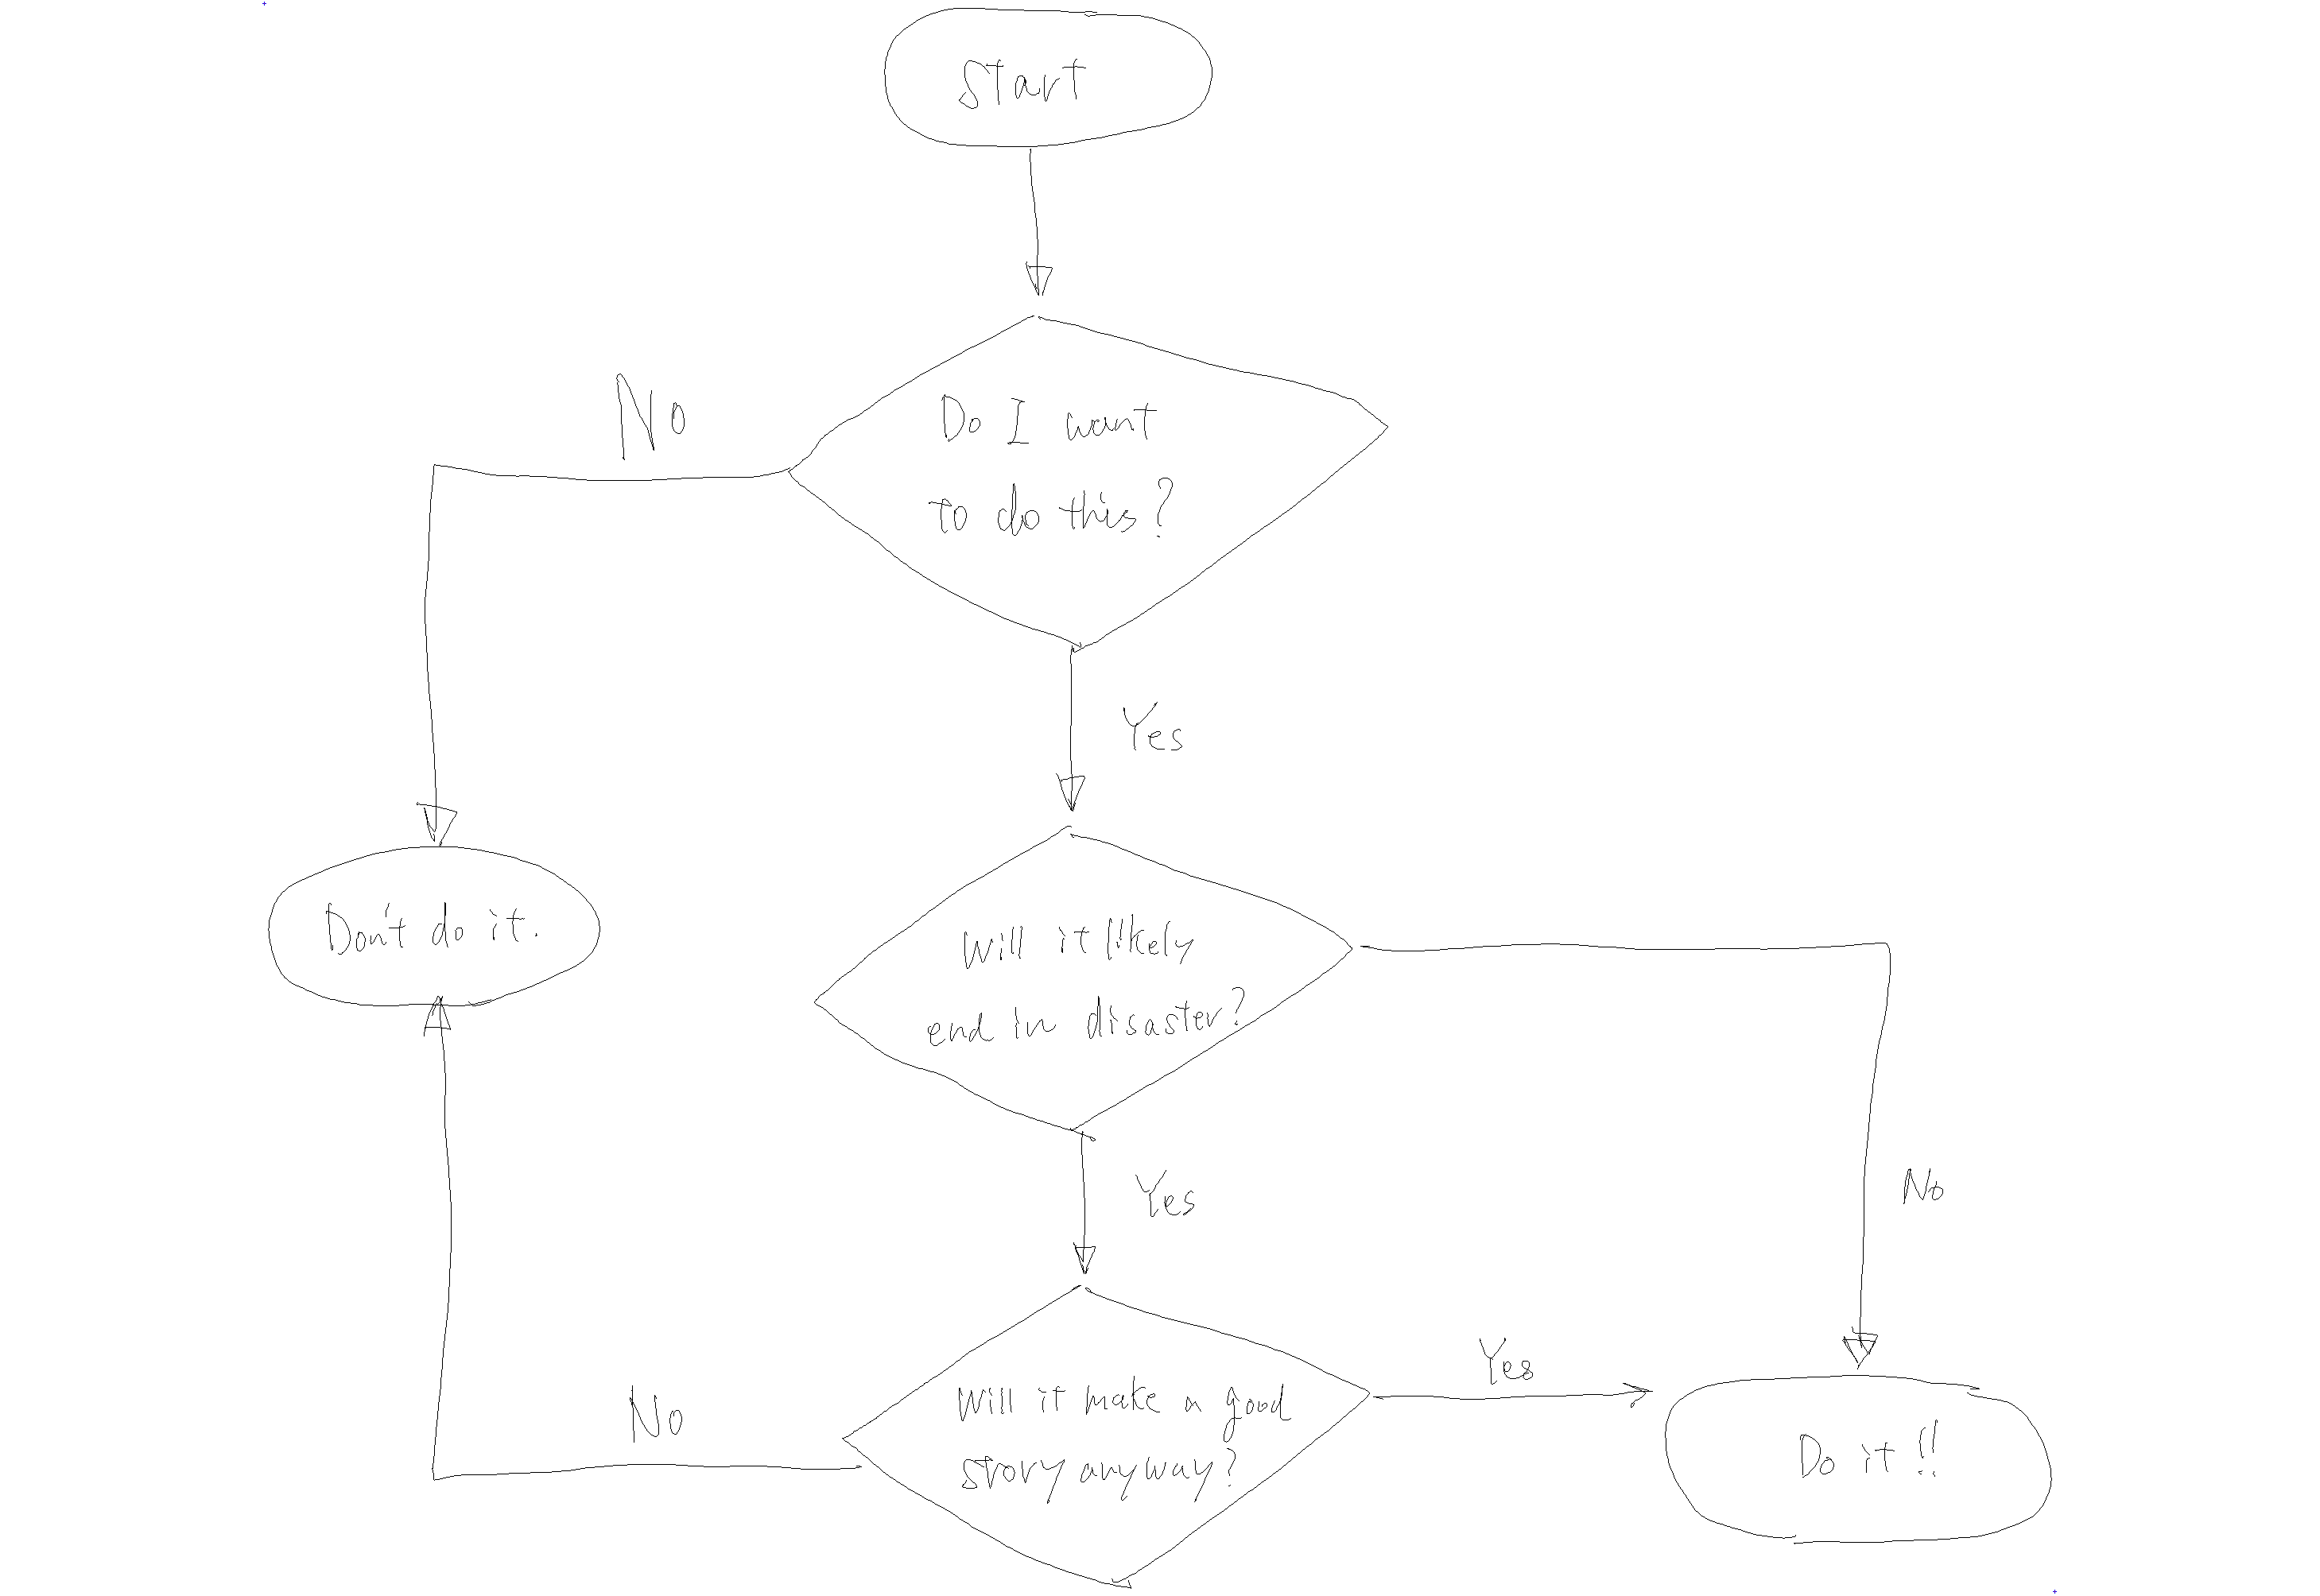 Start
No
Do I want
to do this?
Yes
Don't do it.
Will it likely
end in disaster?
Yes
No
No
Will it make a good
story anyway?
Yes
Do it!!